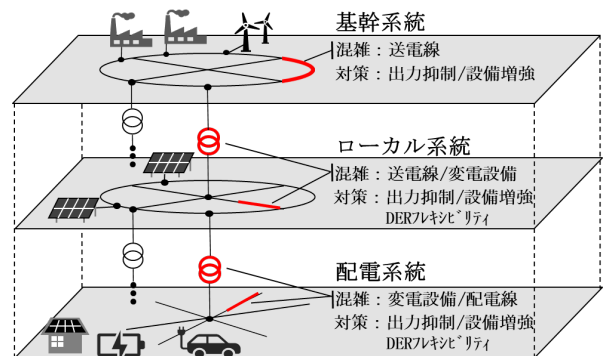 基幹系統
混雑：送電線
対策：出力抑制/設備増強
ローカル系統
混雑：送電線/変電設備
対策：出力抑制/設備増強
DERﾌﾚｷｼﾋﾞﾘﾃｨ
配電系統
混雑：変電設備/配電線
対策：出力抑制/設備増強
DERﾌﾚｷｼﾋﾞﾘﾃｨ